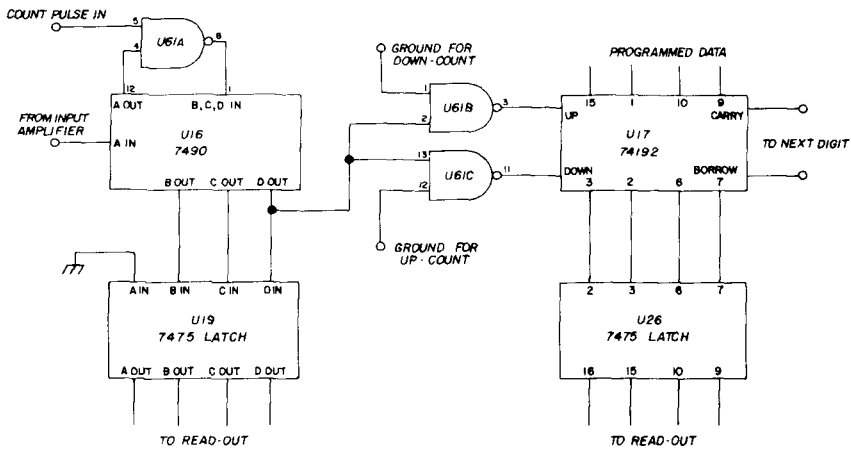 COUNT PULSE IN
5
4
U61A
6
12
1
A OUT
B,C,D IN
FROM INPUT
AMPLIFIER
A IN
U16
7490
B OUT
C OUT
D OUT
A IN
B IN
C IN
D IN
U19
7475 LATCH
A OUT
B OUT
C OUT
D OUT
TO READ-OUT
GROUND FOR
DOWN-COUNT
1
2
U61B
3
13
12
U61C
11
GROUND FOR
UP-COUNT
PROGRAMMED DATA
15
1
10
9
UP
CARRY
U17
74192
TO NEXT DIGIT
DOWN
BORROW
3
2
6
7
2
3
6
7
U26
7475 LATCH
16
15
10
9
TO READ-OUT